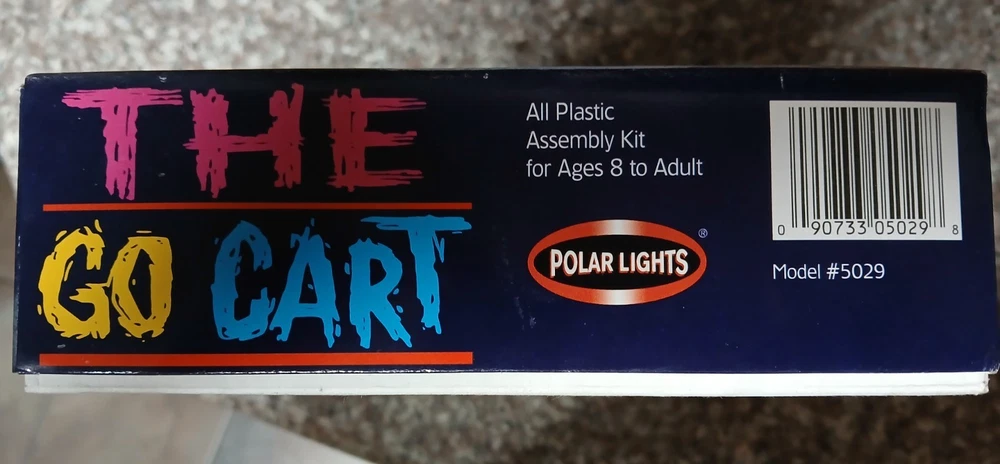 THE
GO CART
All Plastic
Assembly Kit
for Ages 8 to Adult
POLAR LIGHTS®
0 90733 05029 8
Model #5029